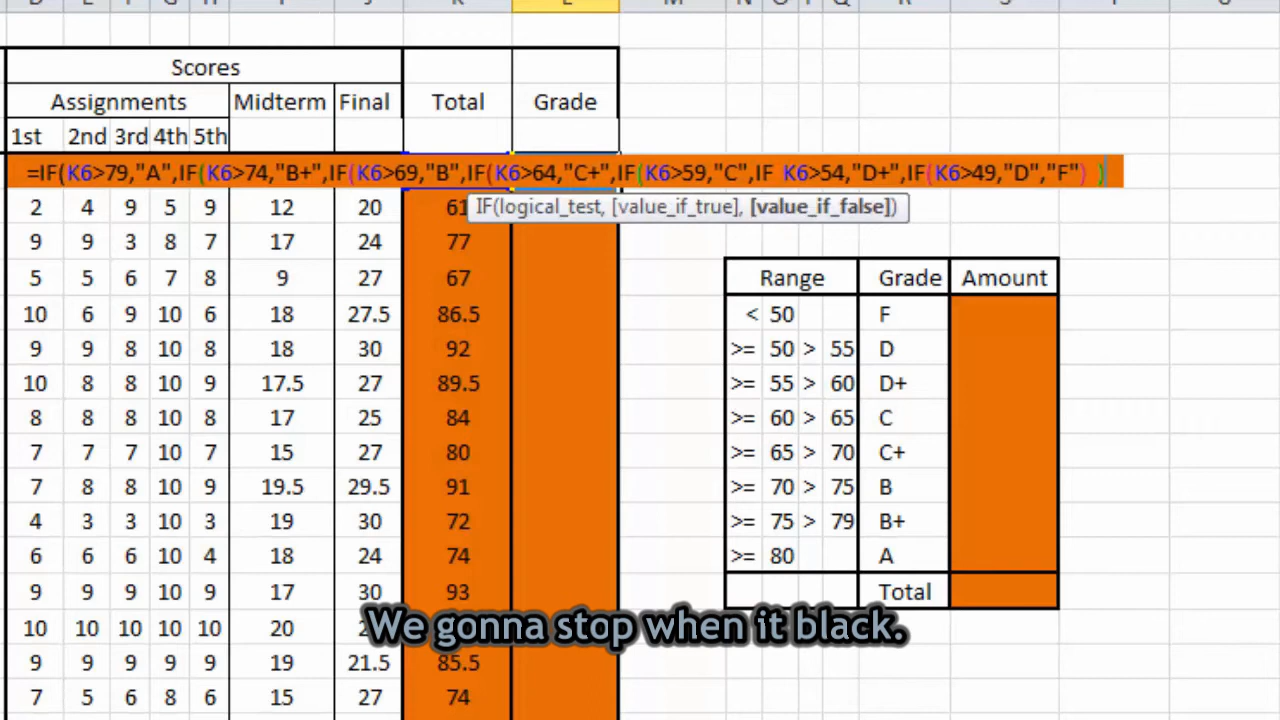 Scores
Assignments Midterm Final Total Grade
1st 2nd 3rd 4th 5th
=IF(K6>79,"A",IF(K6>74,"B+",IF(K6>69,"B",IF(K6>64,"C+",IF(K6>59,"C",IF K6>54,"D+",IF(K6>49,"D","F") )
IF(logical_test, [value_if_true], [value_if_false])
2 4 9 5 9 12 20 61
9 9 3 8 7 17 24 77
5 5 6 7 8 9 27 67 Range Grade Amount
10 6 9 10 6 18 27.5 86.5 < 50 F
9 9 8 10 8 18 30 92 >= 50 > 55 D
10 8 8 10 9 17.5 27 89.5 >= 55 > 60 D+
8 8 8 10 8 17 25 84 >= 60 > 65 C
7 7 7 10 7 15 27 80 >= 65 > 70 C+
7 8 8 10 9 19.5 29.5 91 >= 70 > 75 B
4 3 3 10 3 19 30 72 >= 75 > 79 B+
6 6 6 10 4 18 24 74 >= 80 A
9 9 9 10 9 17 30 93 Total
10 10 10 10 10 20
We gonna stop when it black.
9 9 9 9 9 19 21.5 85.5
7 5 6 8 6 15 27 74